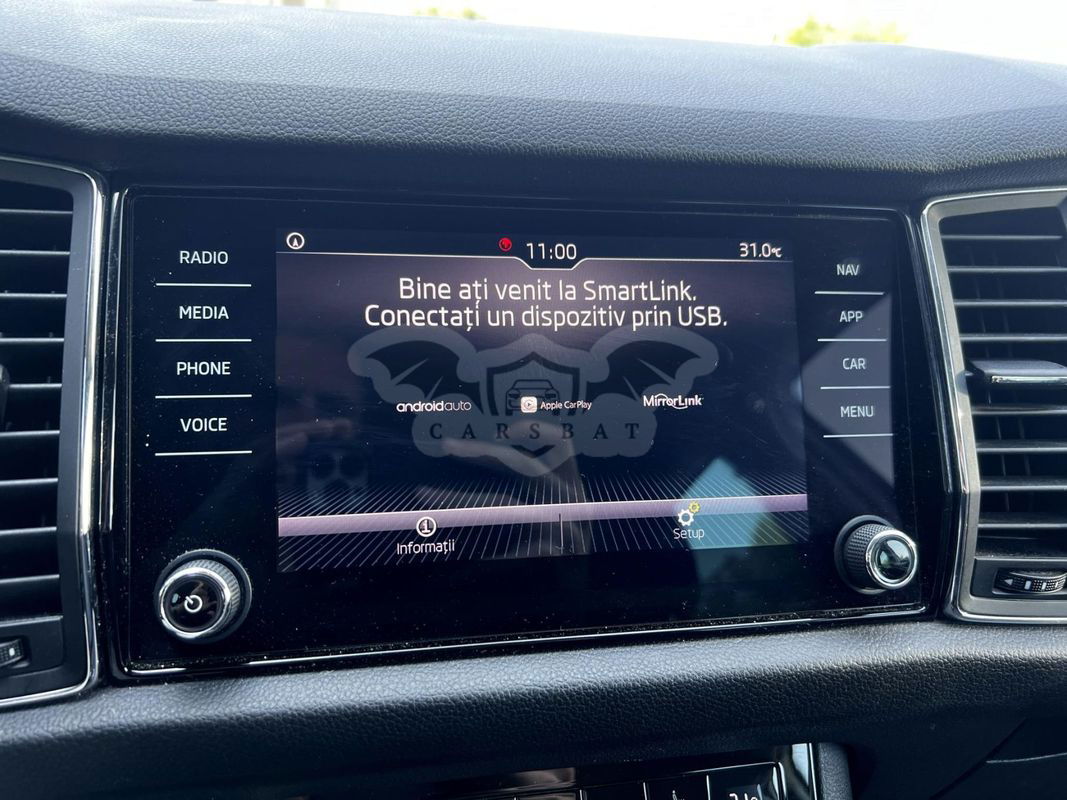 RADIO
MEDIA
PHONE
VOICE
11:00
31.0°C
Bine ați venit la SmartLink.
Conectați un dispozitiv prin USB.
androidauto
Apple CarPlay
MirrorLink
CARSBAT
Informații
Setup
NAV
APP
CAR
MENU